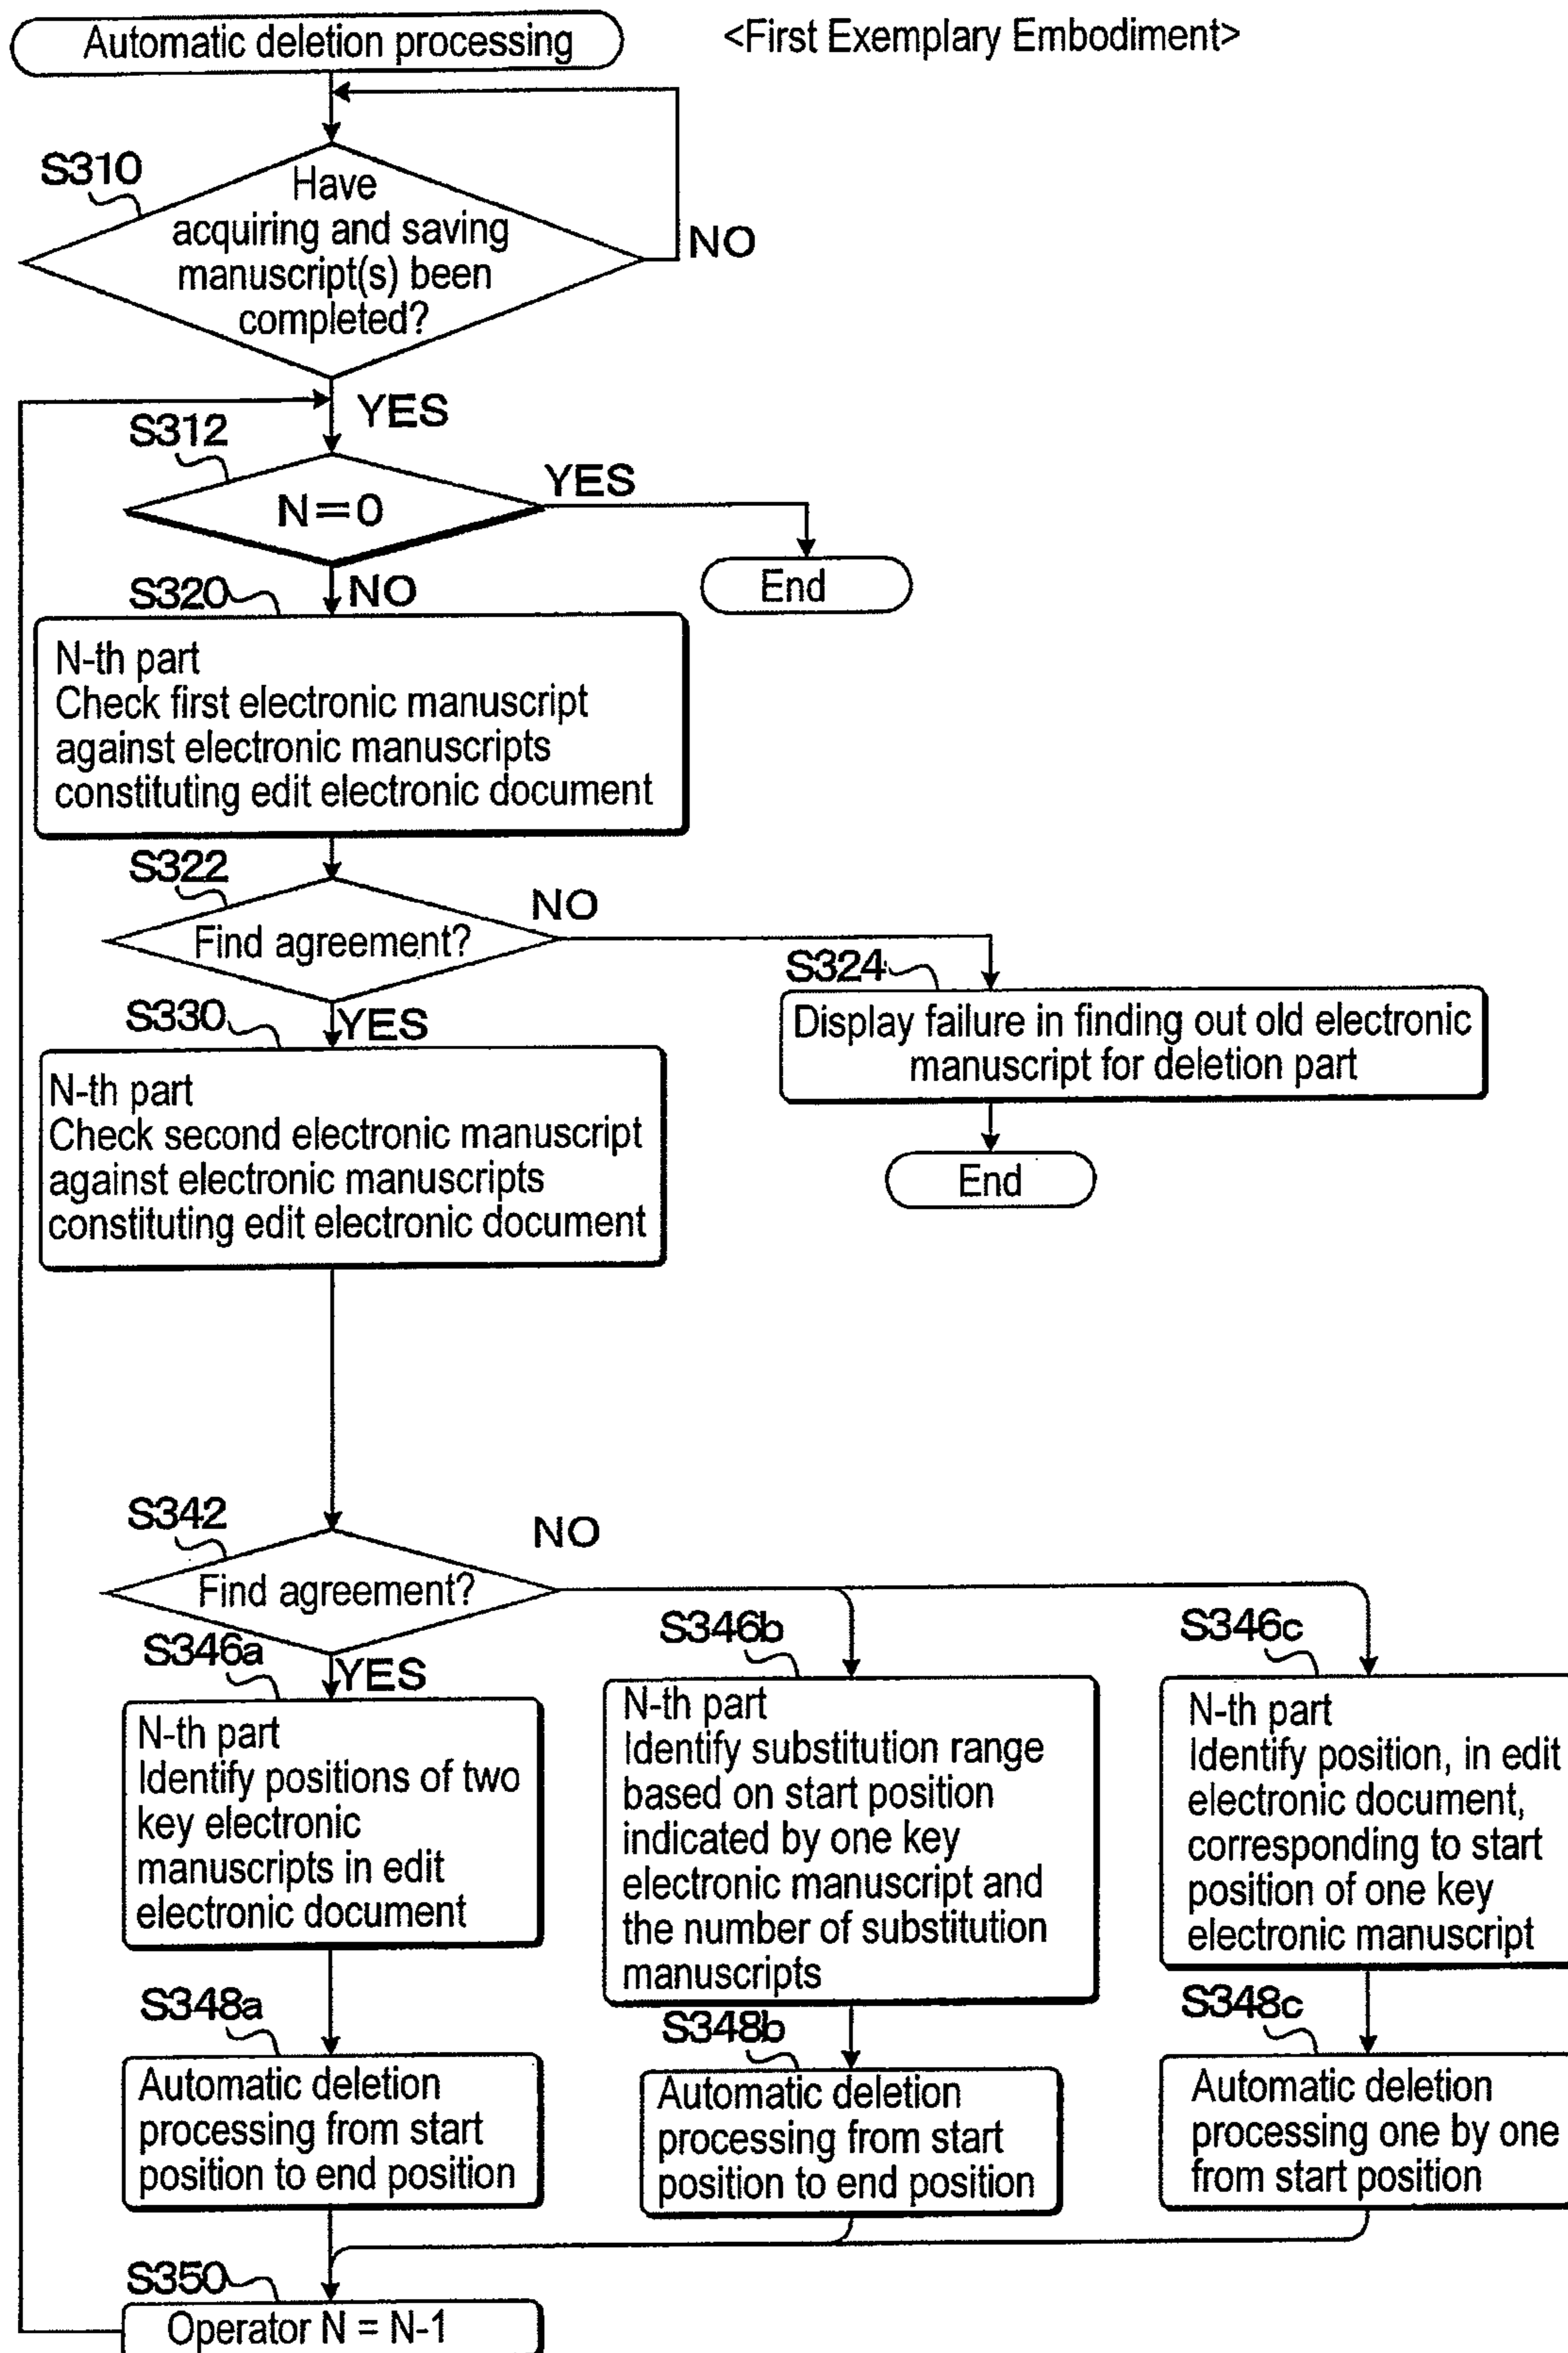 Automatic deletion processing
<First Exemplary Embodiment>
S310
Have
acquiring and saving
manuscript(s) been
completed?
NO
YES
S312
N=0
YES
End
NO
S320
N-th part
Check first electronic manuscript
against electronic manuscripts
constituting edit electronic document
S322
Find agreement?
NO
S324
Display failure in finding out old electronic
manuscript for deletion part
End
YES
S330
N-th part
Check second electronic manuscript
against electronic manuscripts
constituting edit electronic document
S342
Find agreement?
NO
YES
S346a
N-th part
Identify positions of two
key electronic
manuscripts in edit
electronic document
S346b
N-th part
Identify substitution range
based on start position
indicated by one key
electronic manuscript and
the number of substitution
manuscripts
S346c
N-th part
Identify position, in edit
electronic document,
corresponding to start
position of one key
electronic manuscript
S348a
Automatic deletion
processing from start
position to end position
S348b
Automatic deletion
processing from start
position to end position
S348c
Automatic deletion
processing one by one
from start position
S350
Operator N = N-1